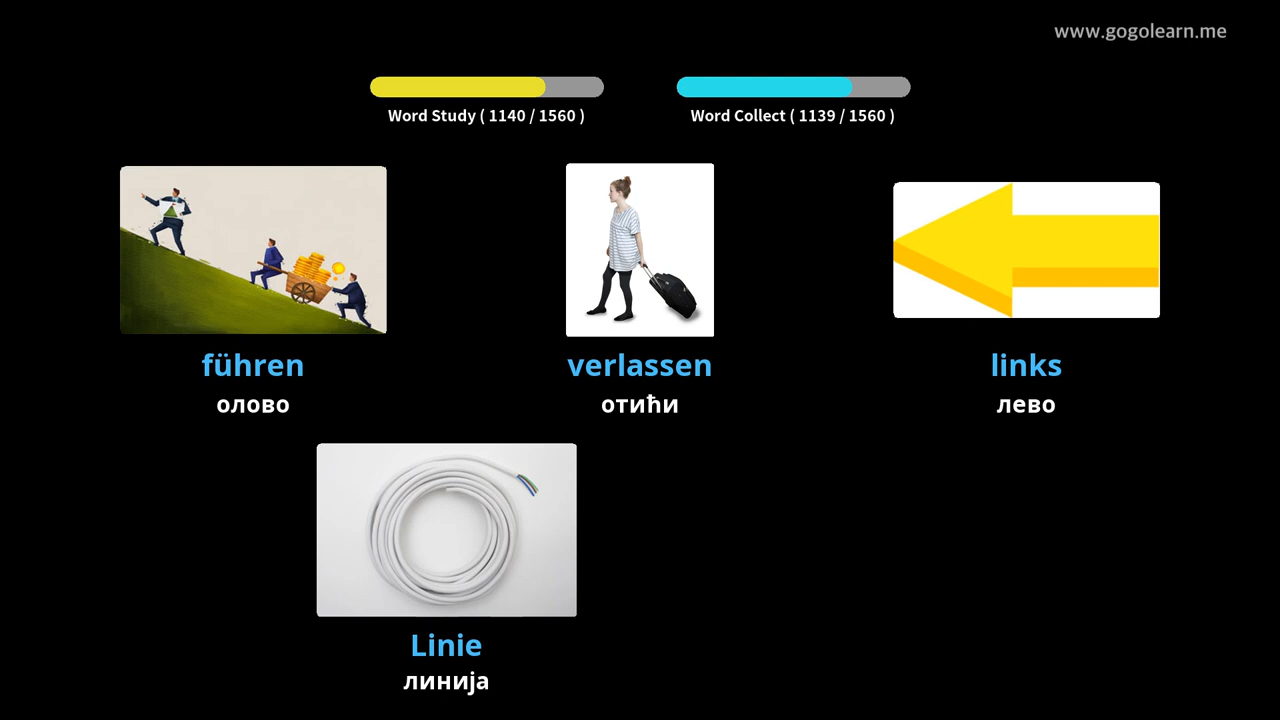 www.gogolearn.me
Word Study ( 1140 / 1560 )
Word Collect ( 1139 / 1560 )
führen
олово
verlassen
отићи
links
лево
Linie
линија